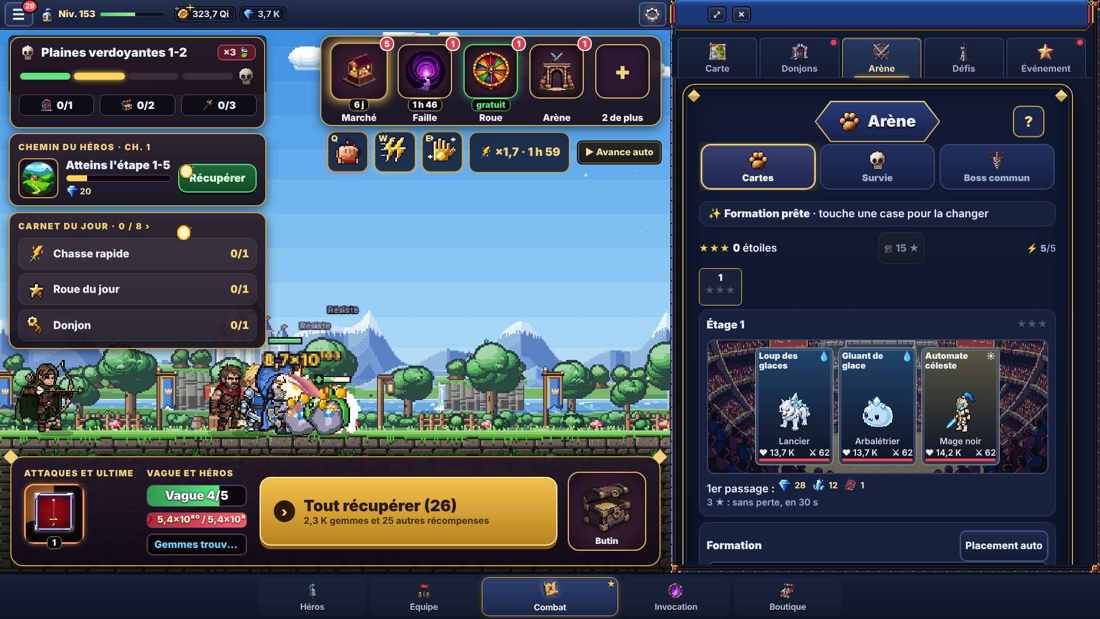 28
Niv. 153
323,7 Qi
3,7 K
Plaines verdoyantes 1-2
×3
0/1
0/2
0/3
CHEMIN DU HÉROS · CH. 1
Atteins l'étape 1-5
20
Récupérer
CARNET DU JOUR · 0 / 8 ›
Chasse rapide
0/1
Roue du jour
0/1
Donjon
0/1
5
6 j
Marché
1
1 h 46
Faille
1
gratuit
Roue
1
Arène
+
2 de plus
Q
W
E
×1,7 · 1 h 59
Avance auto
Résiste
Résiste
ATTAQUES ET ULTIME
1
VAGUE ET HÉROS
Vague 4/5
Gemmes trouv...
Tout récupérer (26)
2,3 K gemmes et 25 autres récompenses
Butin
Héros
Équipe
Combat
Invocation
Boutique
Carte
Donjons
Arène
Défis
Événement
Arène
?
Cartes
Survie
Boss commun
Formation prête · touche une case pour la changer
0 étoiles
15
5/5
1
Étage 1
Loup des glaces
Lancier
13,7 K
62
Gluant de glace
Arbalétrier
13,7 K
62
Automate céleste
Mage noir
14,2 K
62
1er passage :
28
12
1
3 ★ : sans perte, en 30 s
Formation
Placement auto